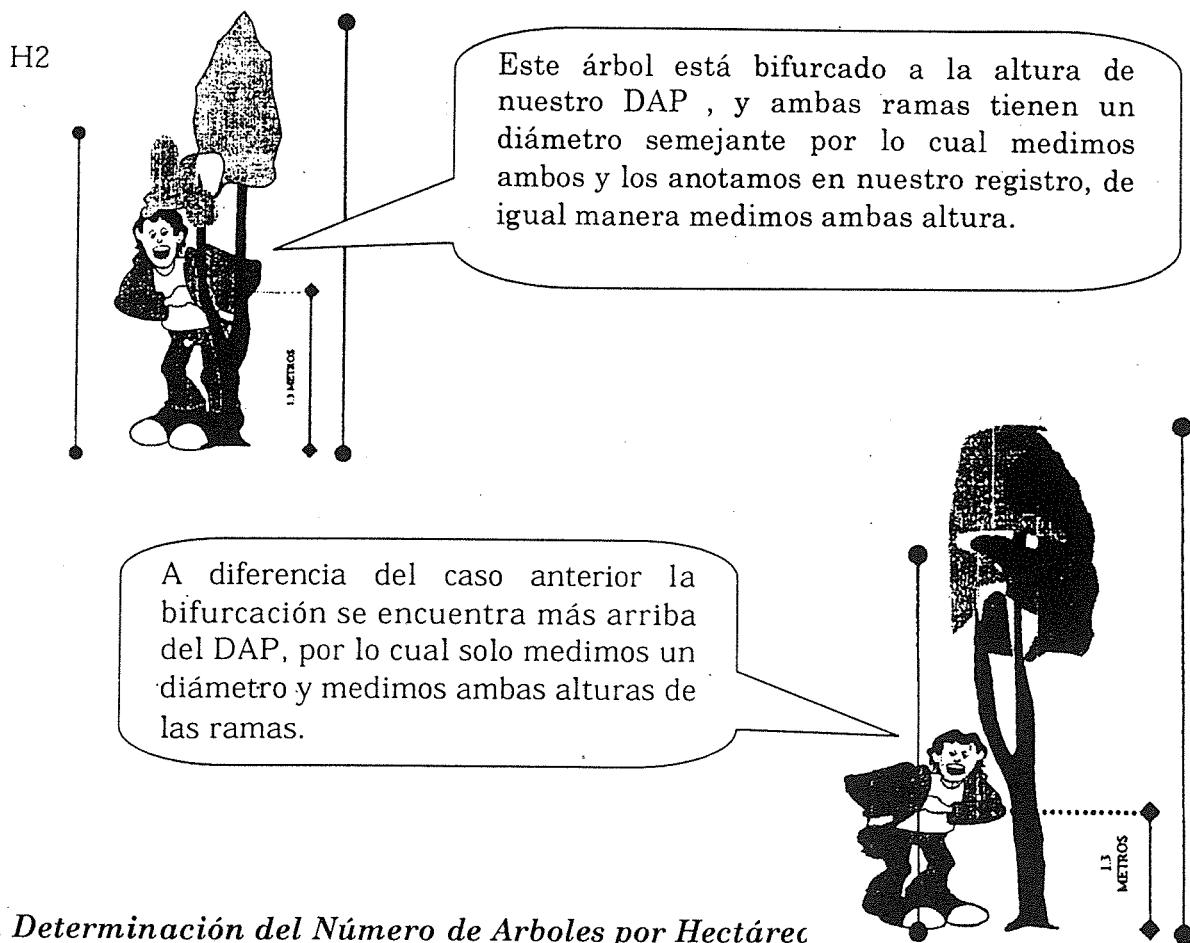 H2
Este árbol está bifurcado a la altura de
nuestro DAP , y ambas ramas tienen un
diámetro semejante por lo cual medimos
ambos y los anotamos en nuestro registro, de
igual manera medimos ambas altura.
1.3 METROS
A diferencia del caso anterior la
bifurcación se encuentra más arriba
del DAP, por lo cual solo medimos un
diámetro y medimos ambas alturas de
las ramas.
1.3
METROS
. Determinación del Número de Arboles por Hectárec